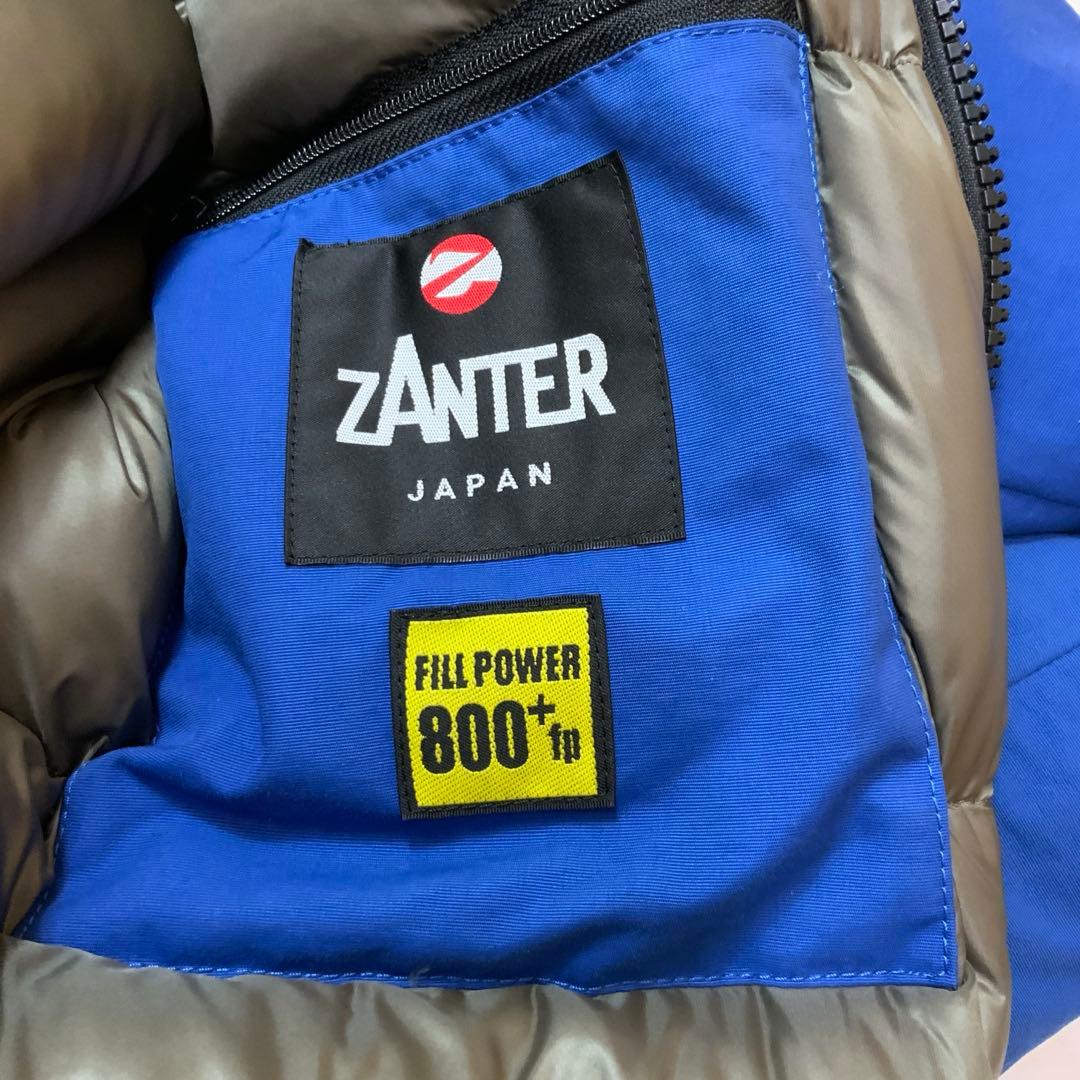 Z
ZANTER
JAPAN
FILL POWER
800+fp